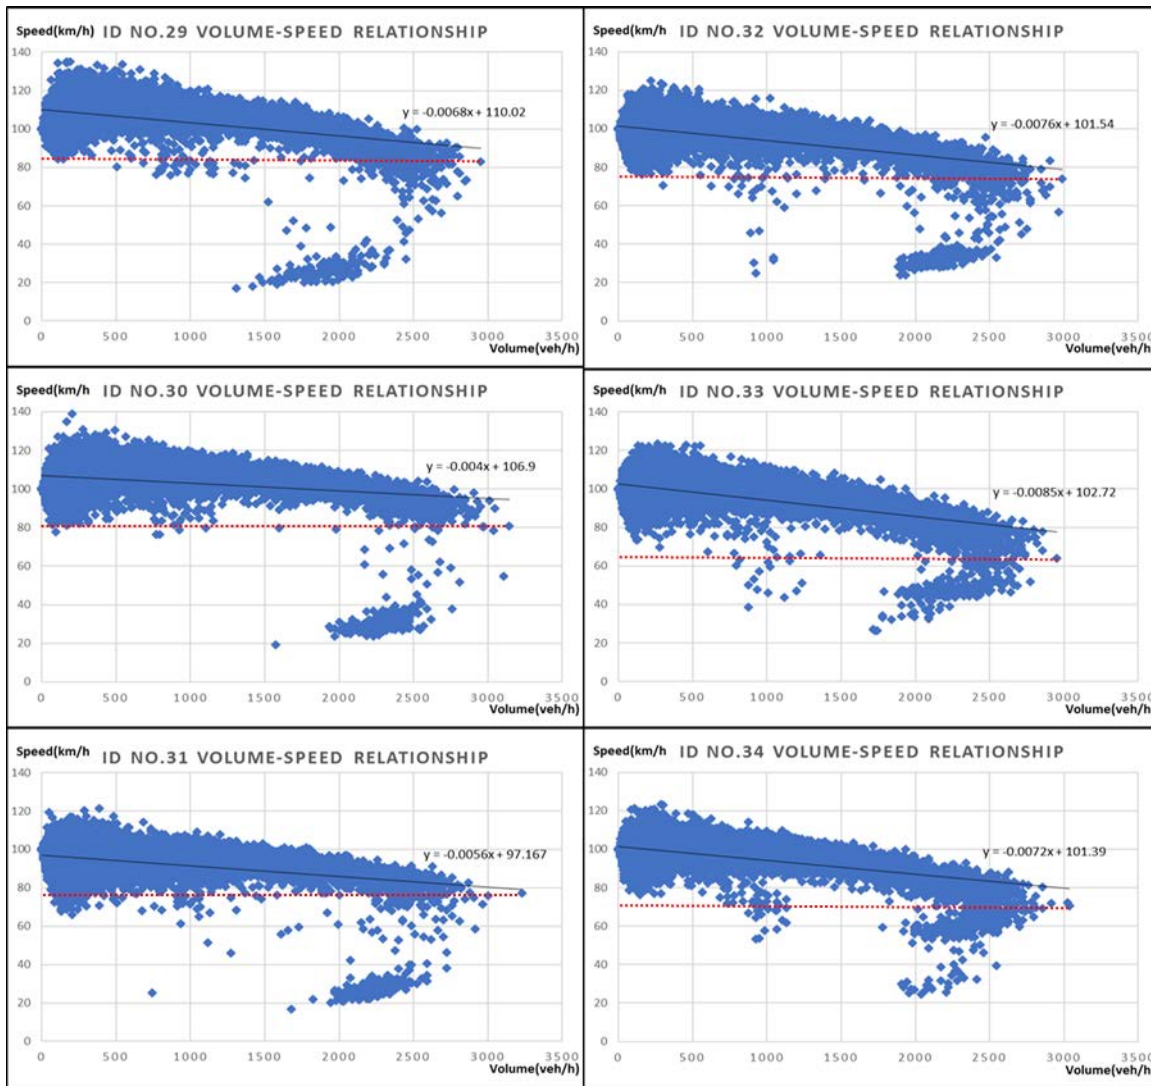 Speed(km/h) ID NO.29 VOLUME-SPEED RELATIONSHIP
140
120
100
80
60
40
20
0
y = -0.0068x + 110.02
0 500 1000 1500 2000 2500 3000 3500
Volume(veh/h)
Speed(km/h ID NO.32 VOLUME-SPEED RELATIONSHIP
140
120
100
80
60
40
20
0
y = -0.0076x + 101.54
0 500 1000 1500 2000 2500 3000 3500
Volume(veh/h)
Speed(km/h ID NO.30 VOLUME-SPEED RELATIONSHIP
140
120
100
80
60
40
20
0
y = -0.004x + 106.9
0 500 1000 1500 2000 2500 3000 3500
Volume(veh/h)
Speed(km/h ID NO.33 VOLUME-SPEED RELATIONSHIP
140
120
100
80
60
40
20
0
y = -0.0085x + 102.72
0 500 1000 1500 2000 2500 3000 3500
Volume(veh/h)
Speed(km/h ID NO.31 VOLUME-SPEED RELATIONSHIP
140
120
100
80
60
40
20
0
y = -0.0056x + 97.167
0 500 1000 1500 2000 2500 3000 3500
Volume(veh/h)
Speed(km/h ID NO.34 VOLUME-SPEED RELATIONSHIP
140
120
100
80
60
40
20
0
y = -0.0072x + 101.39
0 500 1000 1500 2000 2500 3000 3500
Volume(veh/h)